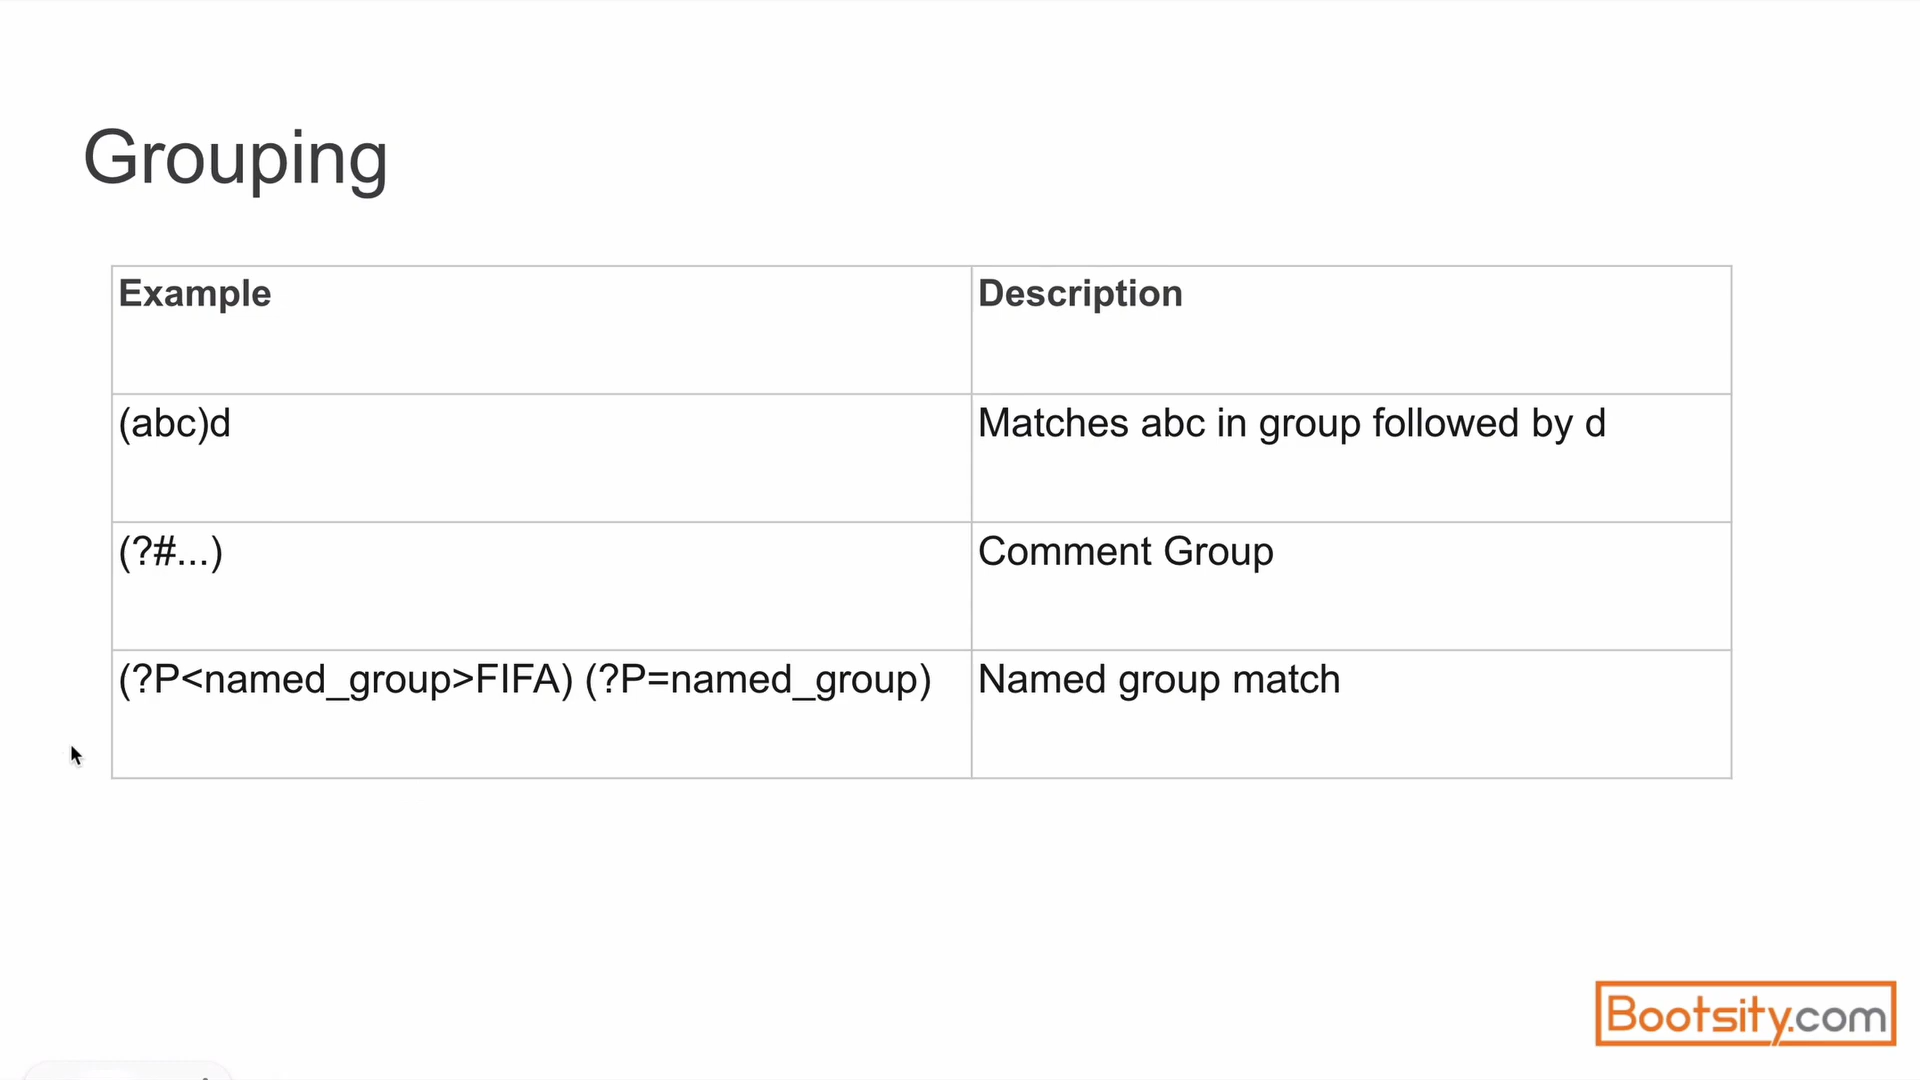 Grouping
Example
Description
(abc)d
Matches abc in group followed by d
(?#...)
Comment Group
(?P<named_group>FIFA) (?P=named_group)
Named group match
Bootsity.com